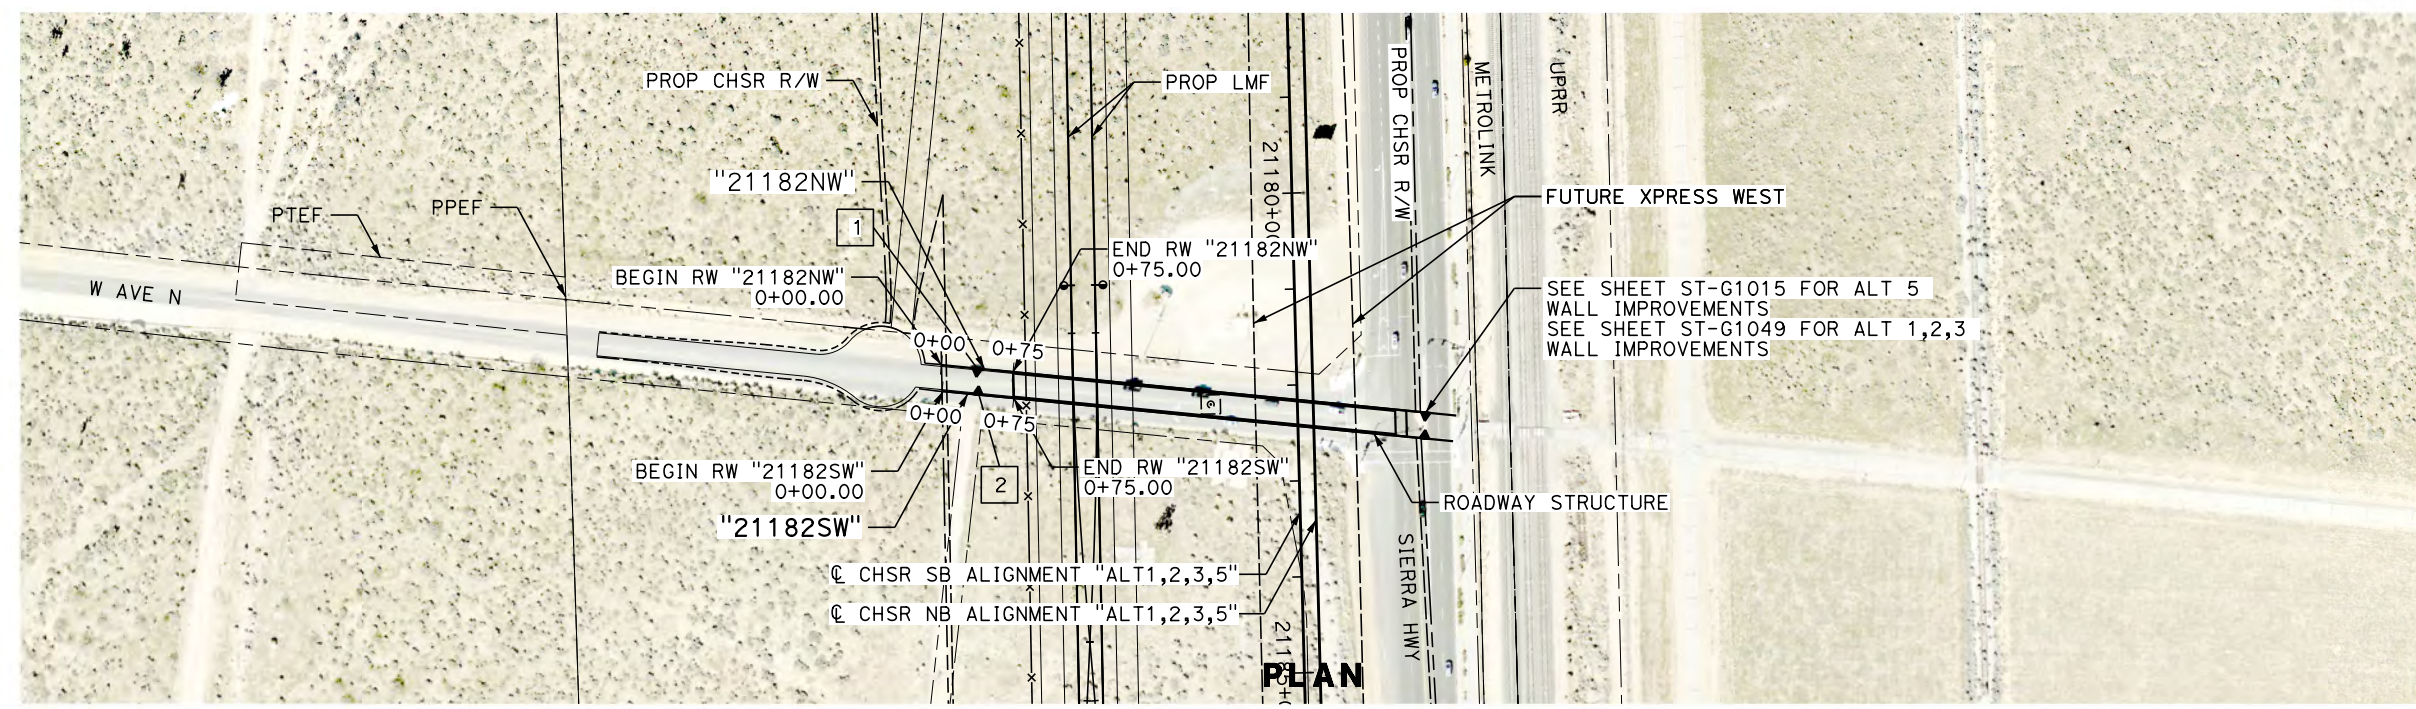 PROP CHSR R/W
PROP LMF
PROP CHSR R/W
METROLINK
UPRR
"21182NW"
21180+00
FUTURE XPRESS WEST
PTEF
PPEF
1
END RW "21182NW"
0+75.00
BEGIN RW "21182NW"
0+00.00
W AVE N
SEE SHEET ST-G1015 FOR ALT 5
WALL IMPROVEMENTS
SEE SHEET ST-G1049 FOR ALT 1,2,3
WALL IMPROVEMENTS
0+00
0+75
0+00
0+75
BEGIN RW "21182SW"
0+00.00
END RW "21182SW"
0+75.00
2
ROADWAY STRUCTURE
"21182SW"
℄ CHSR SB ALIGNMENT "ALT1,2,3,5"
℄ CHSR NB ALIGNMENT "ALT1,2,3,5"
SIERRA HWY
PLAN